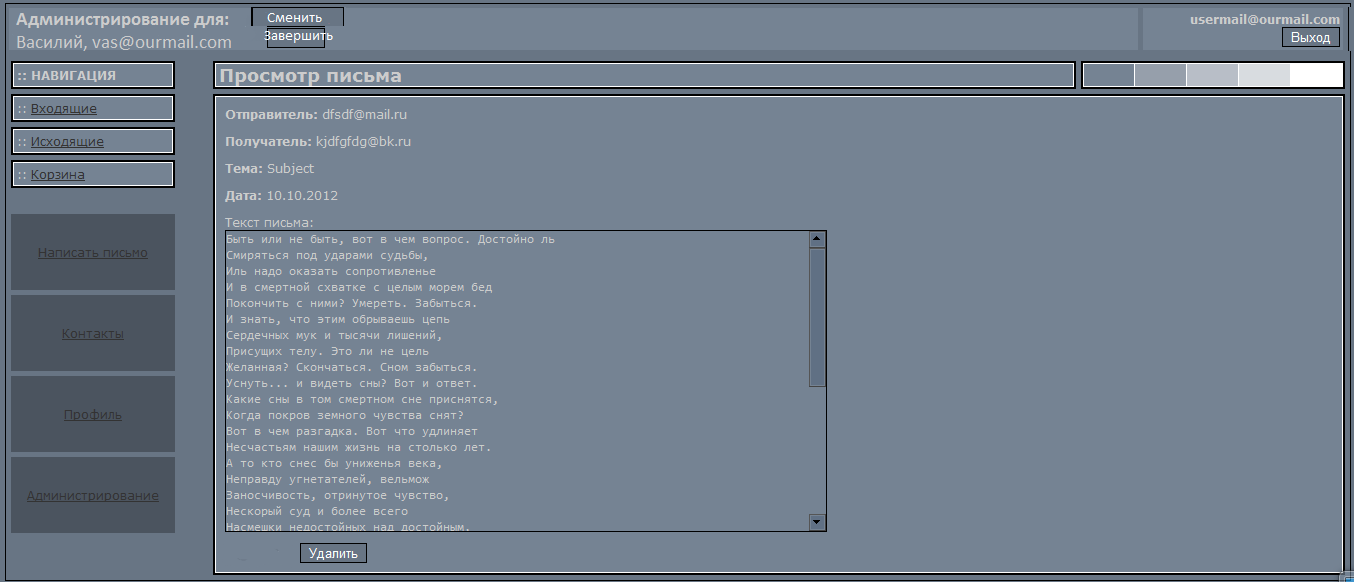 Администрирование для:
Сменить
usermail@ourmail.com
Василий, vas@ourmail.com
Завершить
Выход
:: НАВИГАЦИЯ
Просмотр письма
:: Входящие
:: Исходящие
:: Корзина
Написать письмо
Контакты
Профиль
Администрирование
Отправитель: dfsdf@mail.ru
Получатель: kjdfgfdg@bk.ru
Тема: Subject
Дата: 10.10.2012
Текст письма:
Быть или не быть, вот в чем вопрос. Достойно ль
Смиряться под ударами судьбы,
Иль надо оказать сопротивленье
И в смертной схватке с целым морем бед
Покончить с ними? Умереть. Забыться.
И знать, что этим обрываешь цепь
Сердечных мук и тысячи лишений,
Присущих телу. Это ли не цель
Желанная? Скончаться. Сном забыться.
Уснуть... и видеть сны? Вот и ответ.
Какие сны в том смертном сне приснятся,
Когда покров земного чувства снят?
Вот в чем разгадка. Вот что удлиняет
Несчастьям нашим жизнь на столько лет.
А то кто снес бы униженья века,
Неправду угнетателей, вельмож
Заносчивость, отринутое чувство,
Нескорый суд и более всего
Насмешки недостойных над достойным,
Удалить